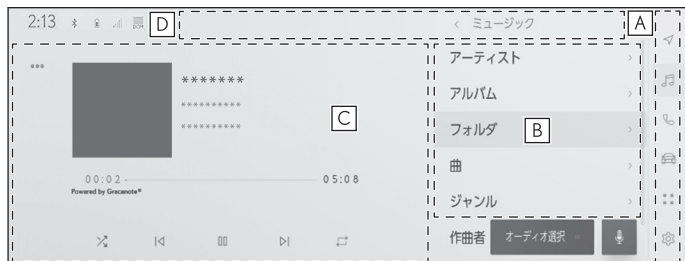 2:13 DCM D
< ミュージック
A
アーティスト >
アルバム >
フォルダ >
B
曲 >
ジャンル >
作曲者
オーディオ選択
*******
**********
**********
C
00:02
05:08
Powered by Gracenote®